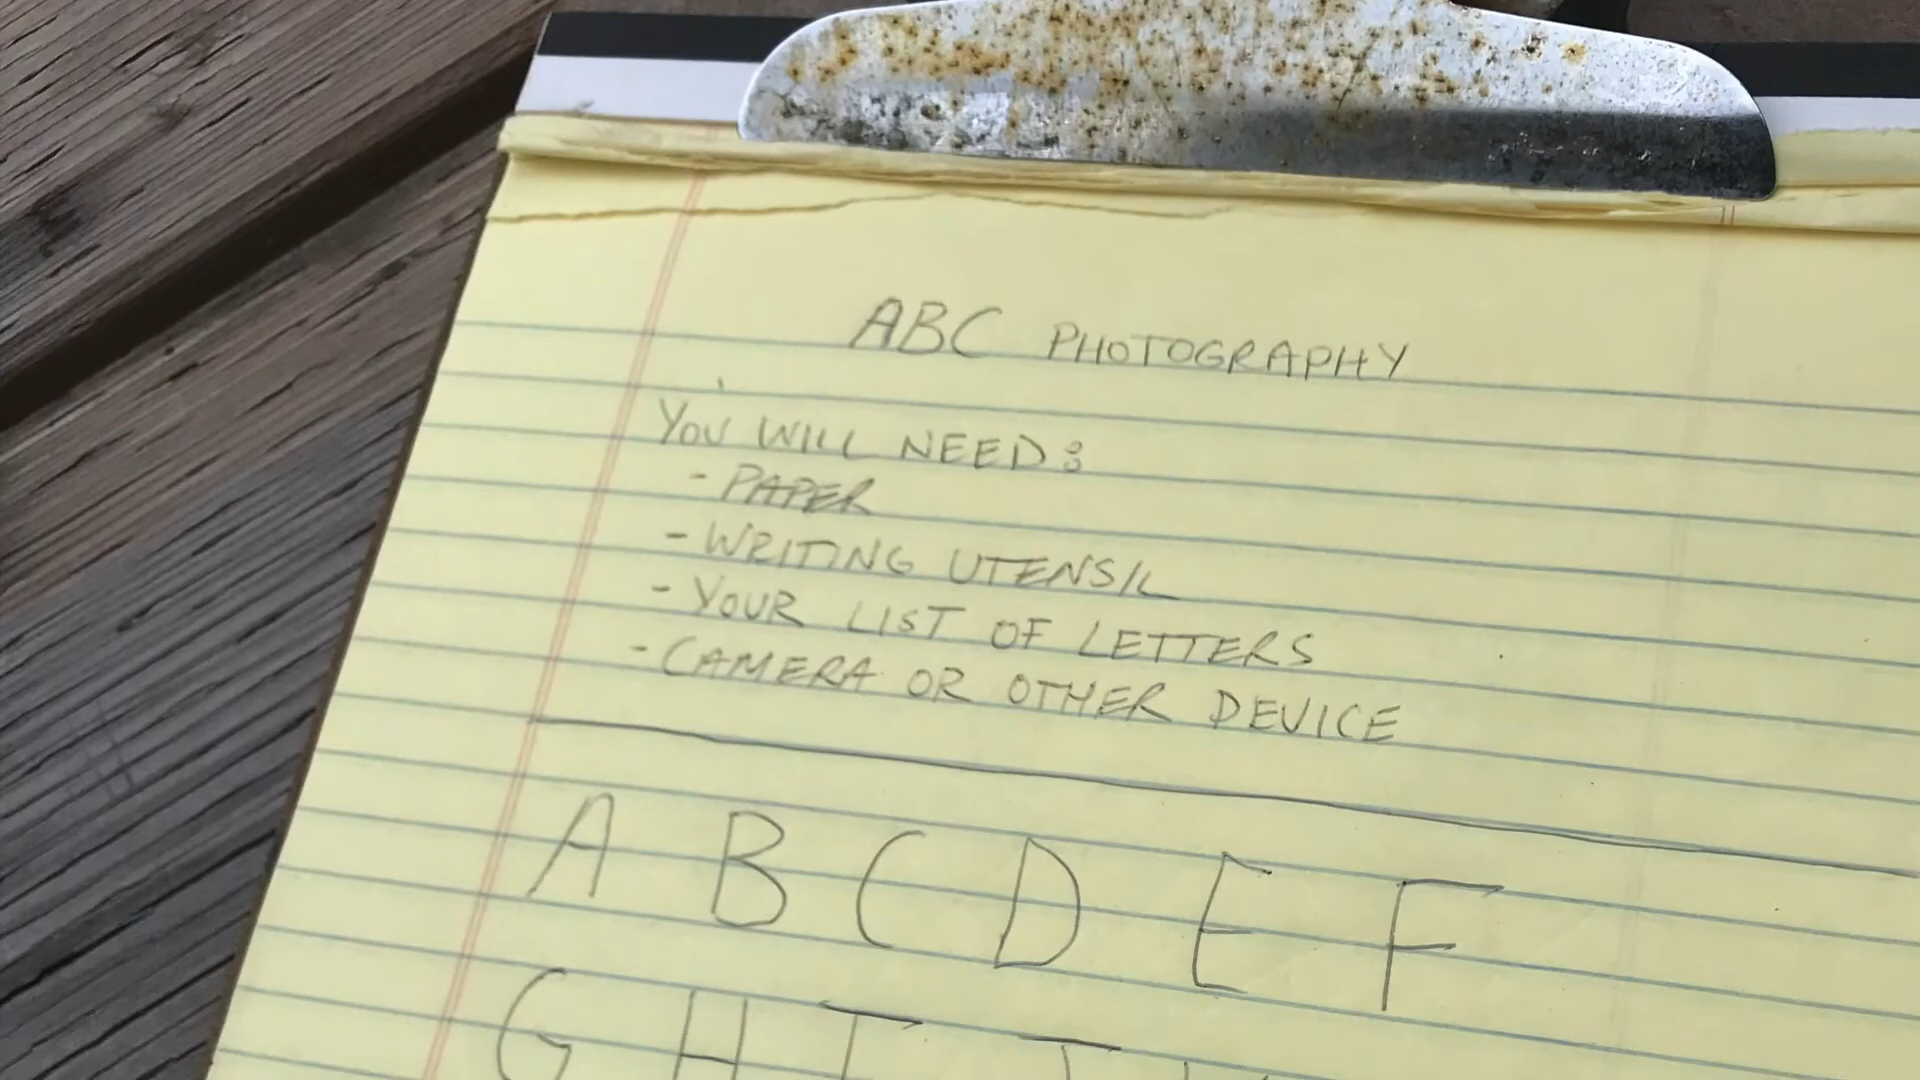 ABC PHOTOGRAPHY
YOU WILL NEED:
- PAPER
- WRITING UTENSIL
- YOUR LIST OF LETTERS
- CAMERA OR OTHER DEVICE
A B C D E F
G H I J